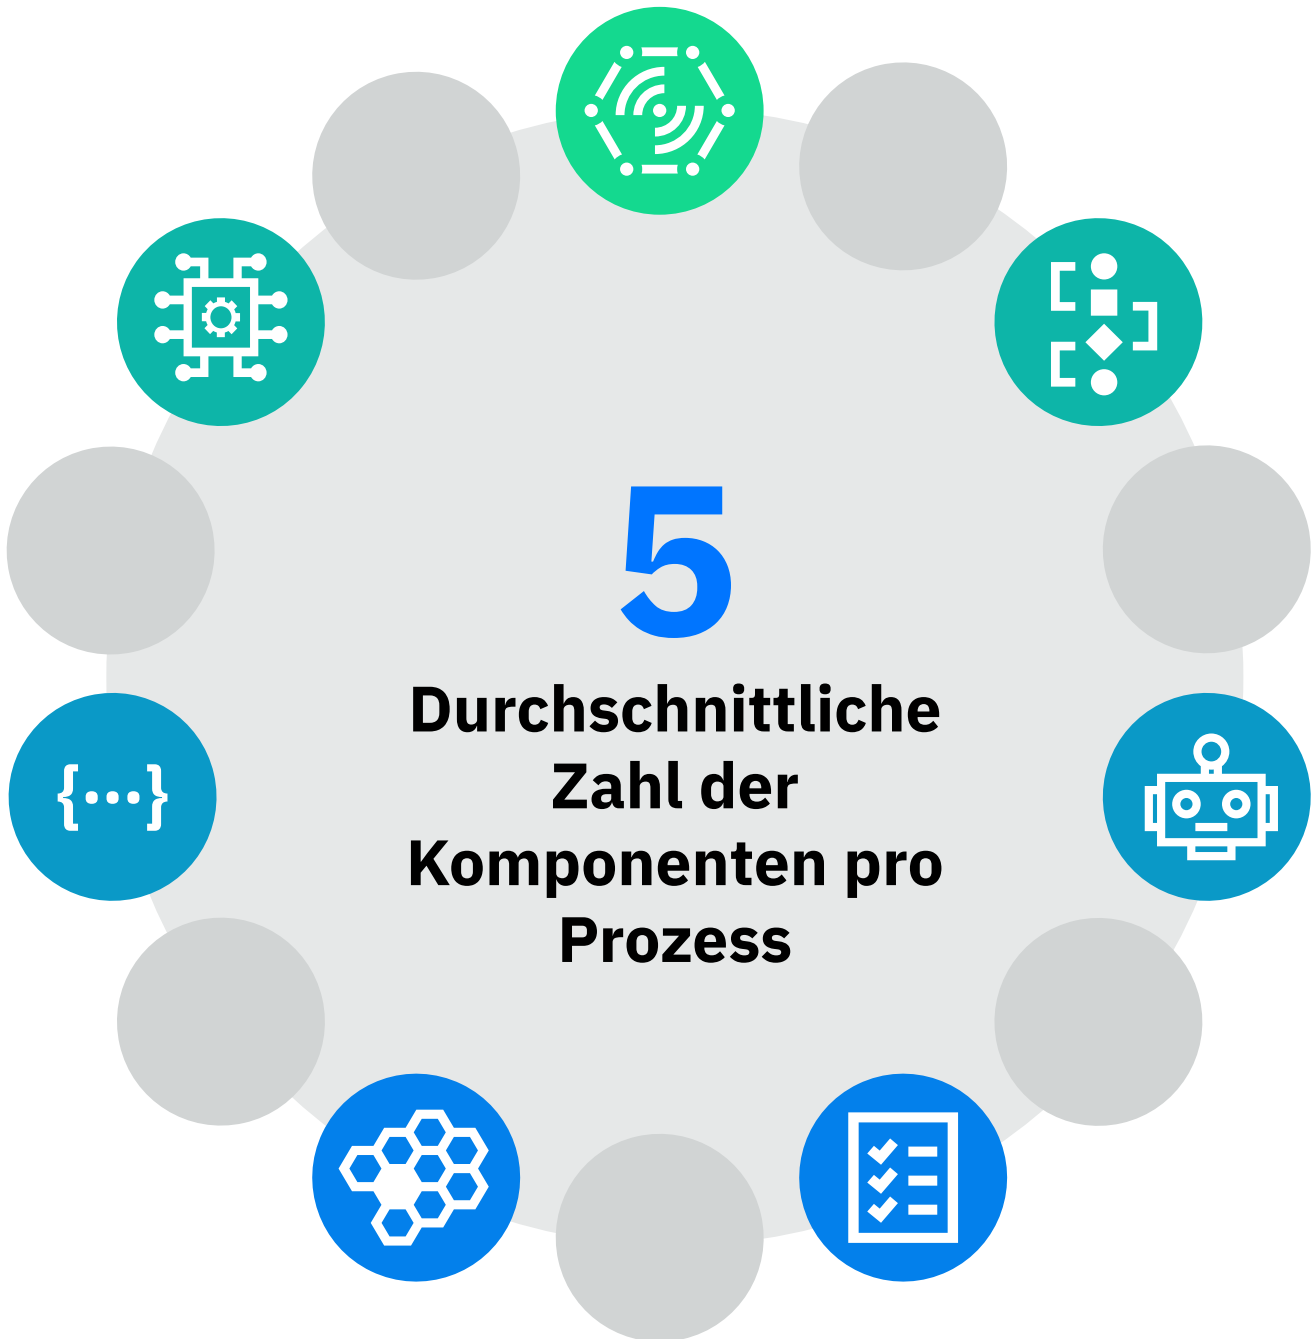 5
Durchschnittliche
Zahl der
Komponenten pro
Prozess
{...}